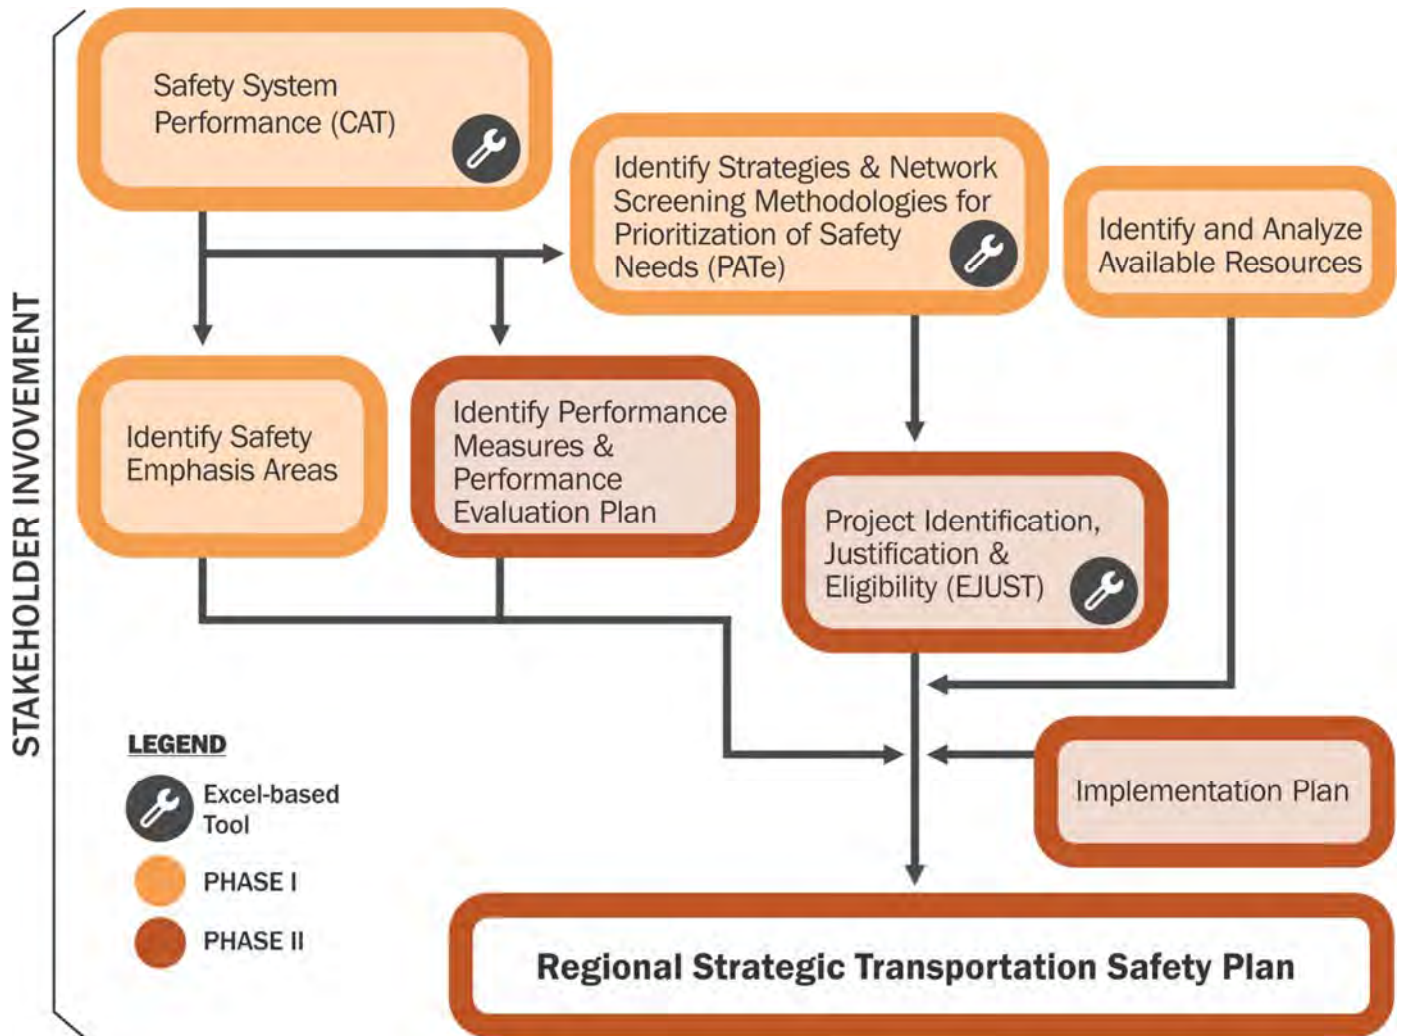 STAKEHOLDER INVOVEMENT
Safety System
Performance (CAT)
Identify Strategies & Network
Screening Methodologies for
Prioritization of Safety
Needs (PATe)
Identify and Analyze
Available Resources
Identify Safety
Emphasis Areas
Identify Performance
Measures &
Performance
Evaluation Plan
Project Identification,
Justification &
Eligibility (EJUST)
Implementation Plan
LEGEND
Excel-based
Tool
PHASE I
PHASE II
Regional Strategic Transportation Safety Plan